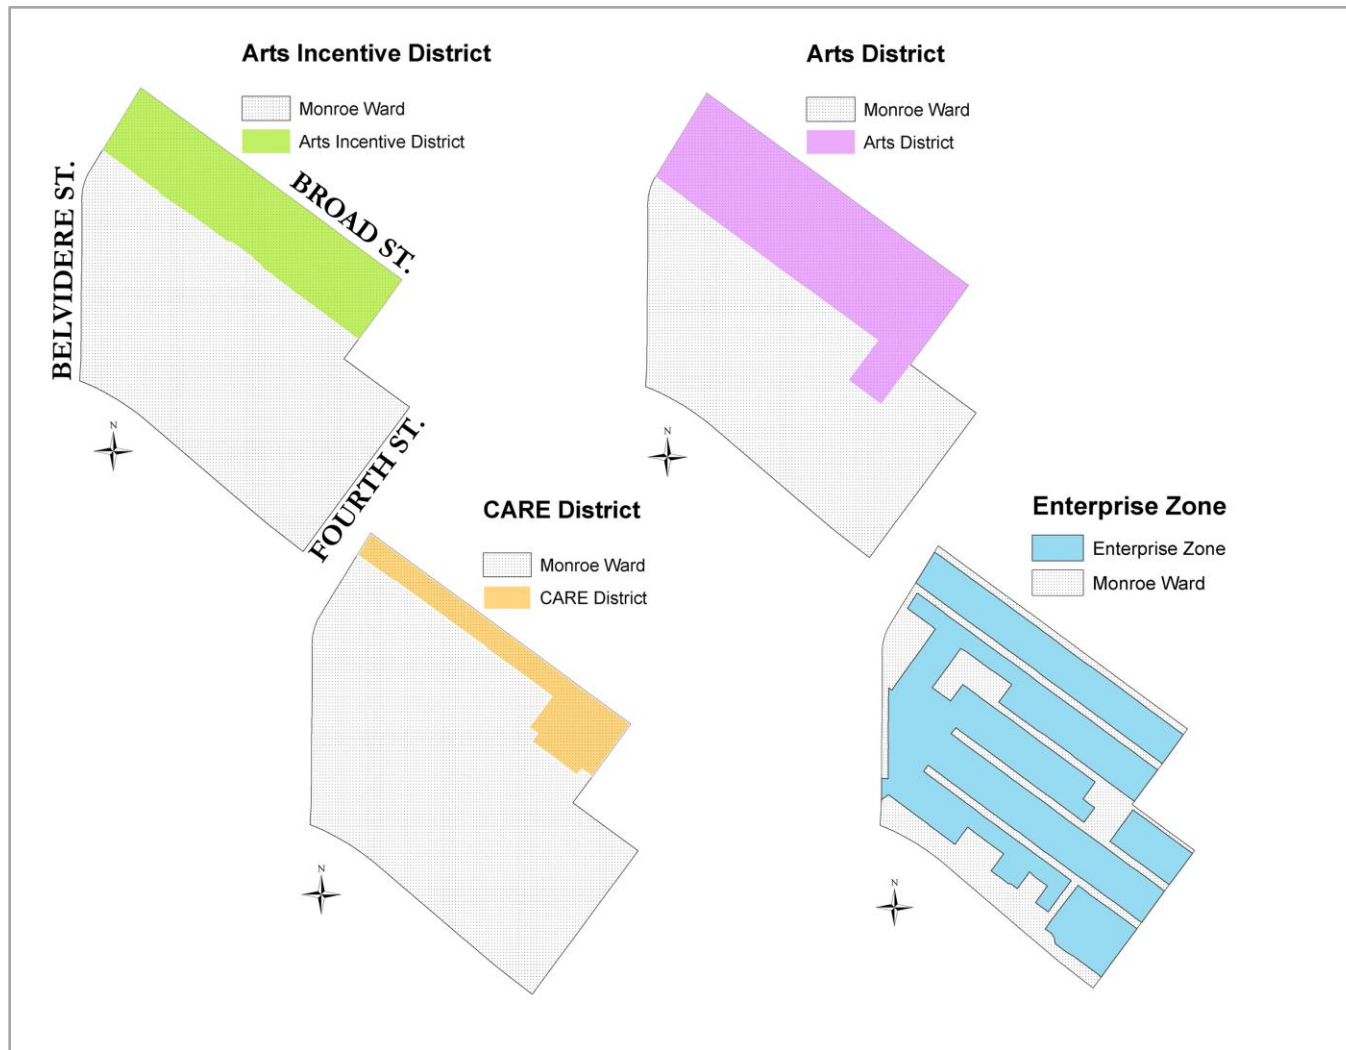 Arts Incentive District
Monroe Ward
Arts Incentive District
BELVIDERE ST.
BROAD ST.
FOURTH ST.
N
Arts District
Monroe Ward
Arts District
N
CARE District
Monroe Ward
CARE District
N
Enterprise Zone
Enterprise Zone
Monroe Ward
N